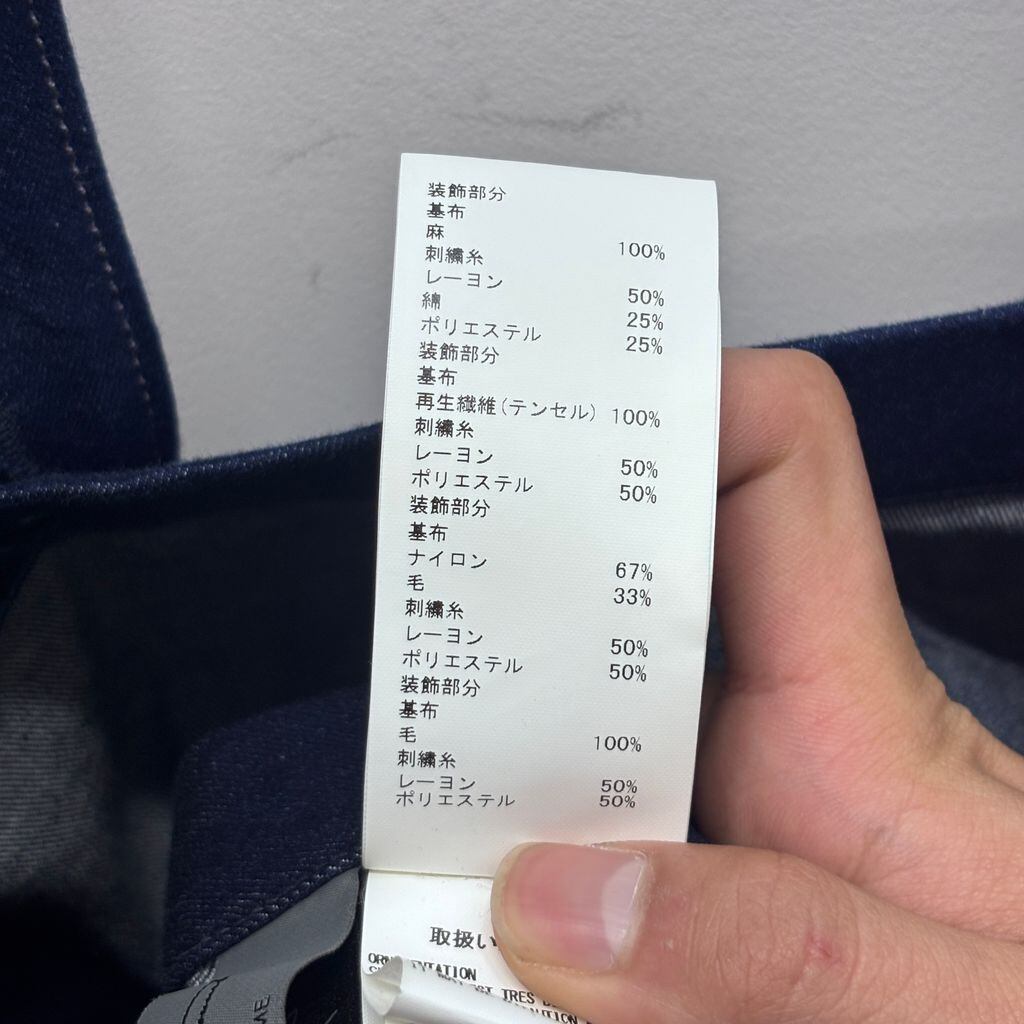 装飾部分
基布
麻 100%
刺繍糸
レーヨン 50%
綿 25%
ポリエステル 25%
装飾部分
基布
再生繊維(テンセル) 100%
刺繍糸
レーヨン 50%
ポリエステル 50%
装飾部分
基布
ナイロン 67%
毛 33%
刺繍糸
レーヨン 50%
ポリエステル 50%
装飾部分
基布
毛 100%
刺繍糸
レーヨン 50%
ポリエステル 50%
取扱い
TRES